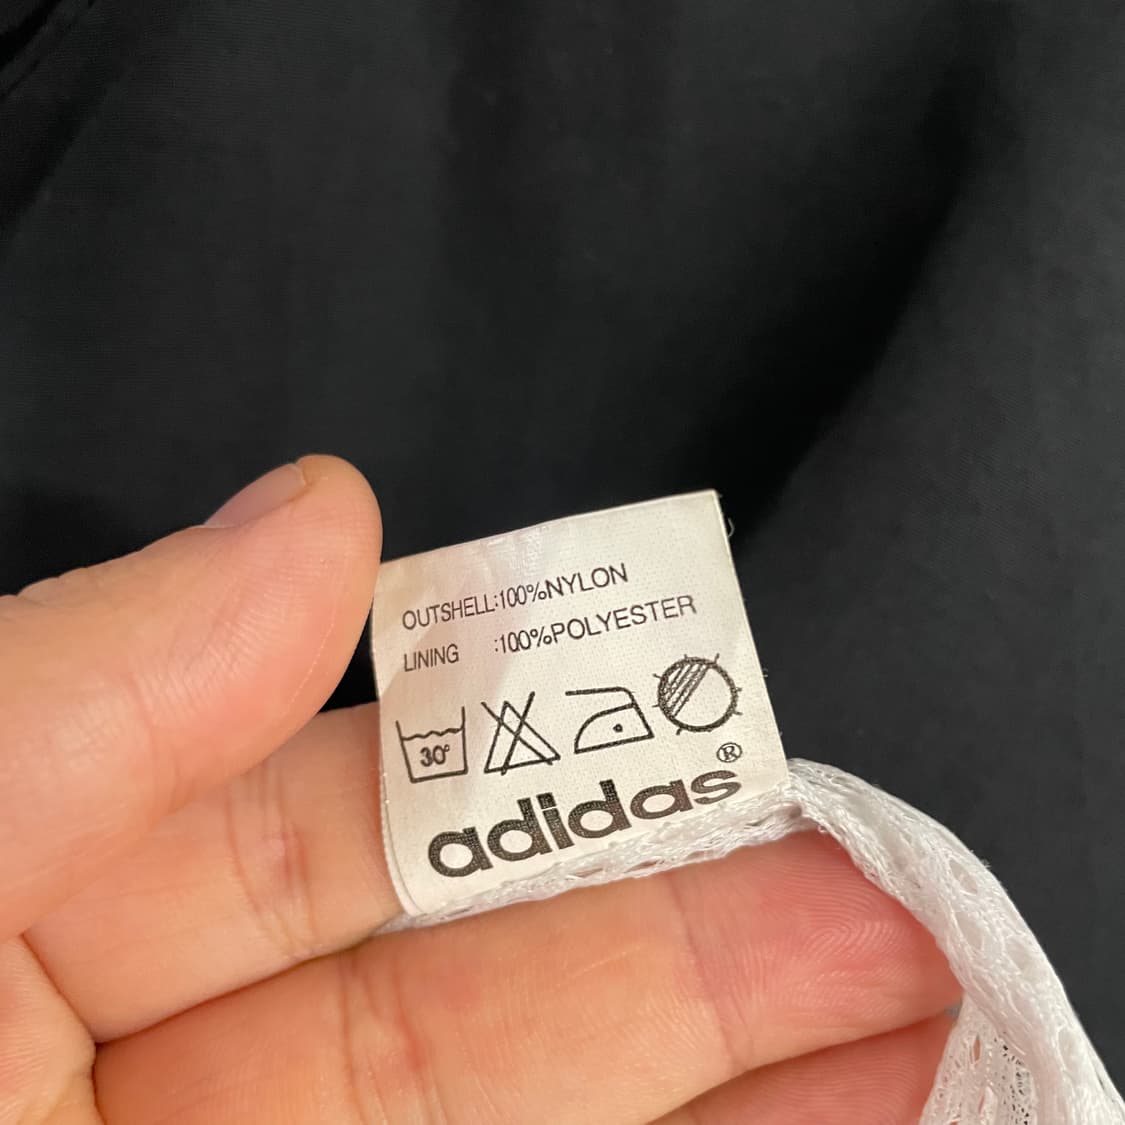 OUTSHELL:100%NYLON
LINING :100%POLYESTER
30°
adidas®